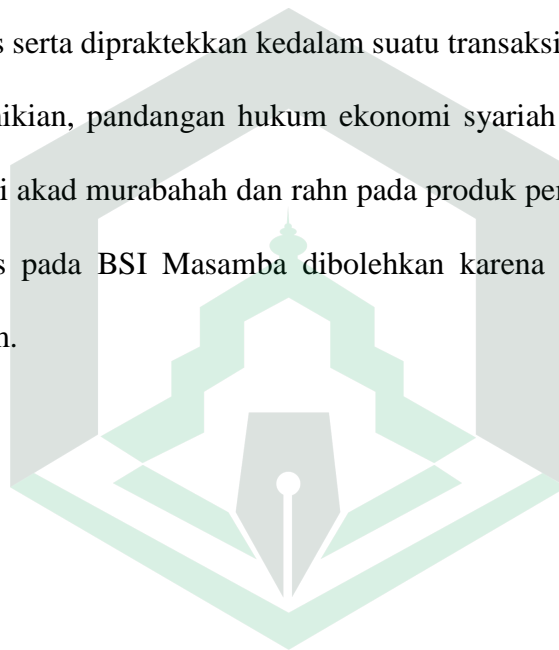 s serta dipraktekkan kedalam suatu transaksi
nikian, pandangan hukum ekonomi syariah
i akad murabahah dan rahn pada produk per
s pada BSI Masamba dibolehkan karena
n.